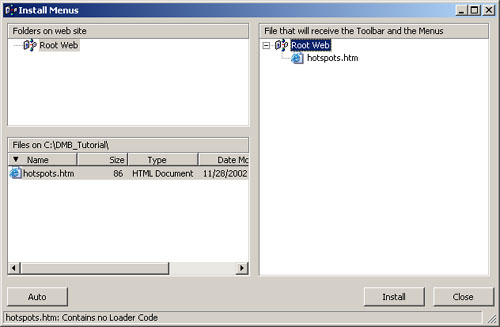 Install Menus
Folders on web site
Root Web
Files on C:\DMB_Tutorial\
Name Size Type Date Mo
hotspots.htm 86 HTML Document 11/28/2002
File that will receive the Toolbar and the Menus
Root Web
hotspots.htm
Auto Install Close
hotspots.htm: Contains no Loader Code